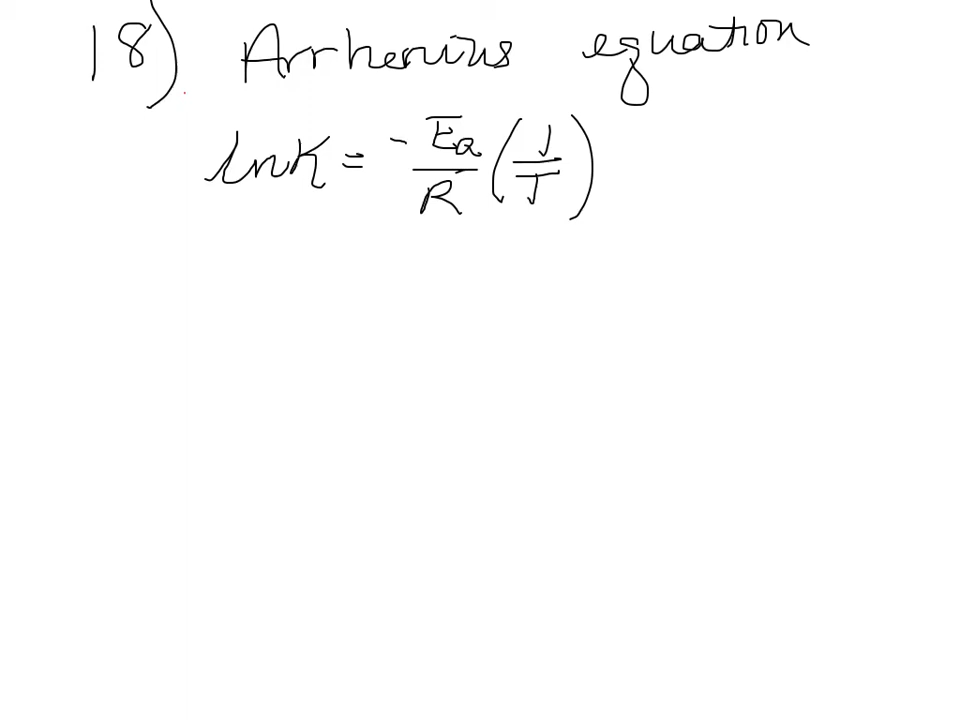 18) Arrhenius equation
lnK = -Ea/R (1/T)